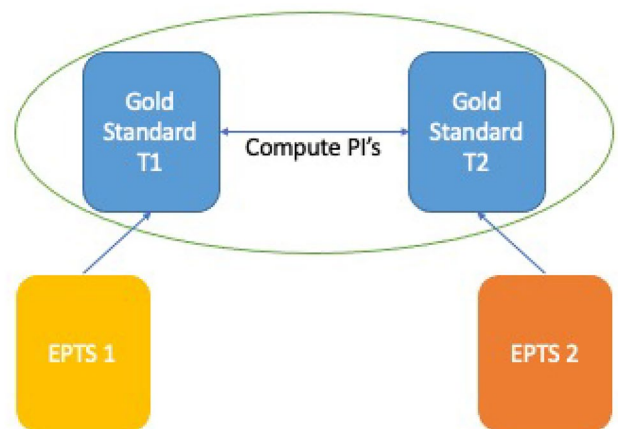 Gold
Standard
T1
Compute PI's
Gold
Standard
T2
EPTS 1
EPTS 2